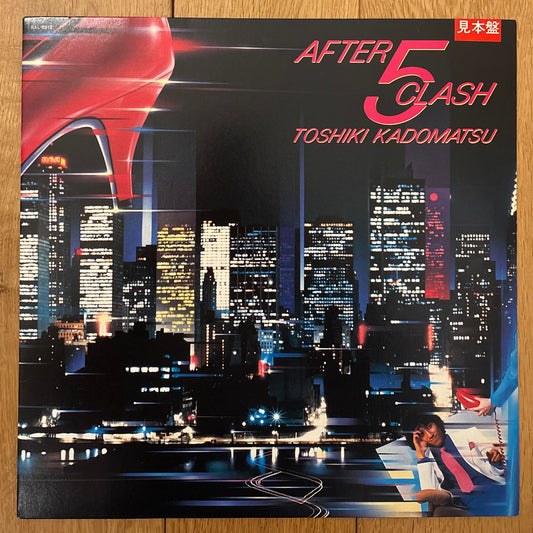 見本盤
AFTER 5 CLASH
TOSHIKI KADOMATSU